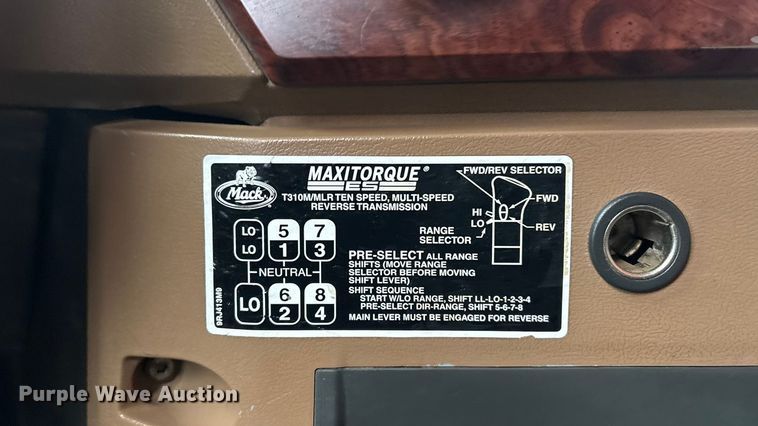 Mack
MAXITORQUE®
ES
T310M/MLR TEN SPEED, MULTI-SPEED
REVERSE TRANSMISSION
FWD/REV SELECTOR
FWD
HI
LO
REV
RANGE
SELECTOR
LO LO
5 1
7 3
NEUTRAL
LO
6 2
8 4
PRE-SELECT ALL RANGE
SHIFTS (MOVE RANGE
SELECTOR BEFORE MOVING
SHIFT LEVER)
SHIFT SEQUENCE
START W/LO RANGE, SHIFT LL-LO-1-2-3-4
PRE-SELECT DIR-RANGE, SHIFT 5-6-7-8
MAIN LEVER MUST BE ENGAGED FOR REVERSE
9RJ413M9
Purple Wave Auction